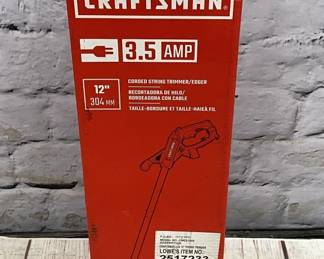 CRAFTSMAN
3.5 AMP
12"
304 MM
CORDED STRING TRIMMER/EDGER
RECORTADORA DE HILO/
BORDEADORA CON CABLE
TAILLE-BORDURE ET TAILLE-HAIE À FIL
LOWES ITEM NO:
2517233